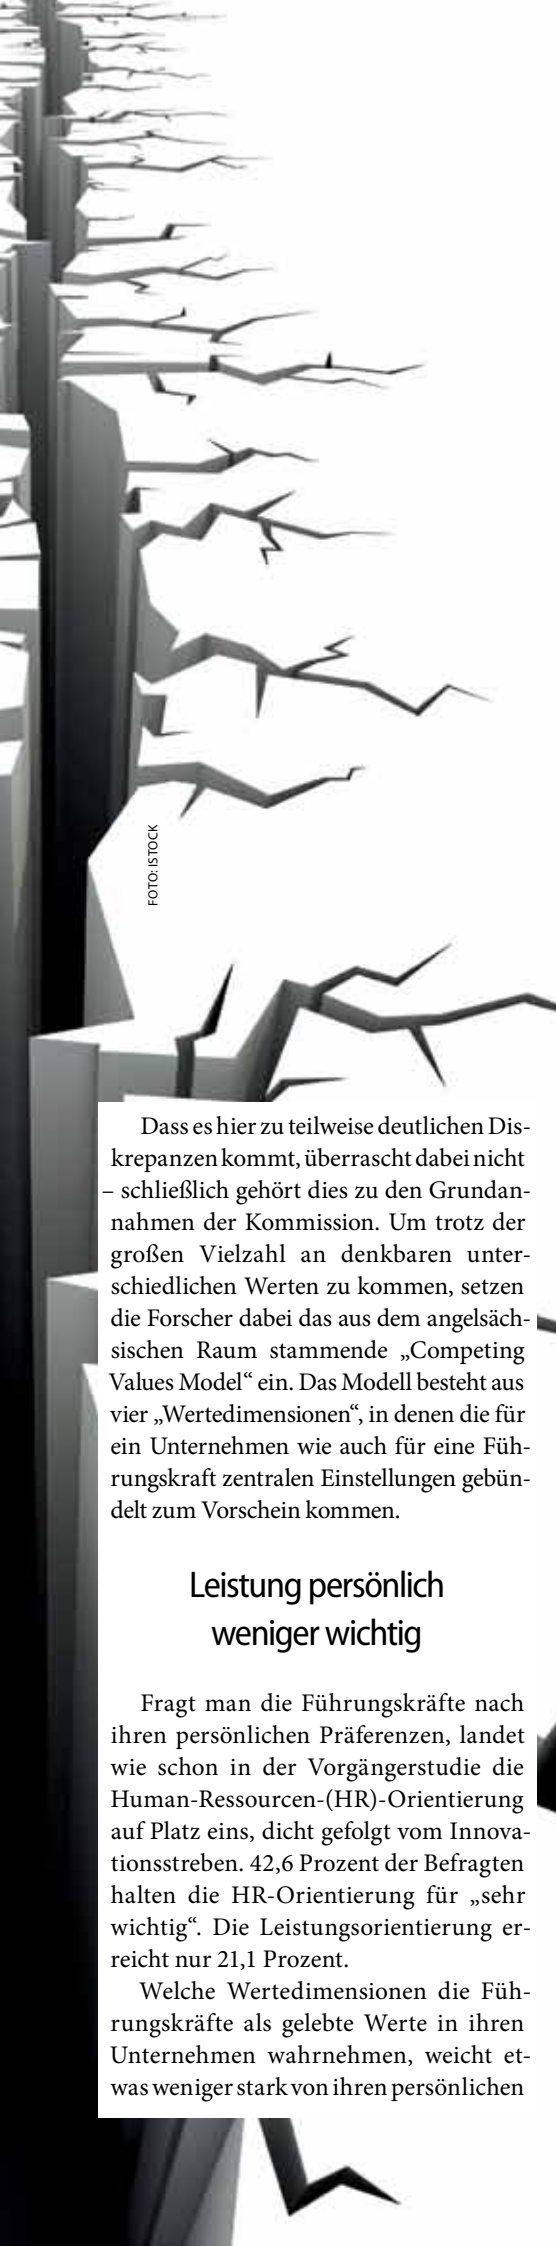 FOTO: ISTOCK
Dass es hier zu teilweise deutlichen Dis-
krepanzen kommt, überrascht dabei nicht
– schließlich gehört dies zu den Grundan-
nahmen der Kommission. Um trotz der
großen Vielzahl an denkbaren unter-
schiedlichen Werten zu kommen, setzen
die Forscher dabei das aus dem angelsäch-
sischen Raum stammende „Competing
Values Model“ ein. Das Modell besteht aus
vier „Wertedimensionen“, in denen die für
ein Unternehmen wie auch für eine Füh-
rungskraft zentralen Einstellungen gebün-
delt zum Vorschein kommen.
Leistung persönlich
weniger wichtig
Fragt man die Führungskräfte nach
ihren persönlichen Präferenzen, landet
wie schon in der Vorgängerstudie die
Human-Ressourcen-(HR)-Orientierung
auf Platz eins, dicht gefolgt vom Innova-
tionsstreben. 42,6 Prozent der Befragten
halten die HR-Orientierung für „sehr
wichtig“. Die Leistungsorientierung er-
reicht nur 21,1 Prozent.
Welche Wertedimensionen die Füh-
rungskräfte als gelebte Werte in ihren
Unternehmen wahrnehmen, weicht et-
was weniger stark von ihren persönlichen